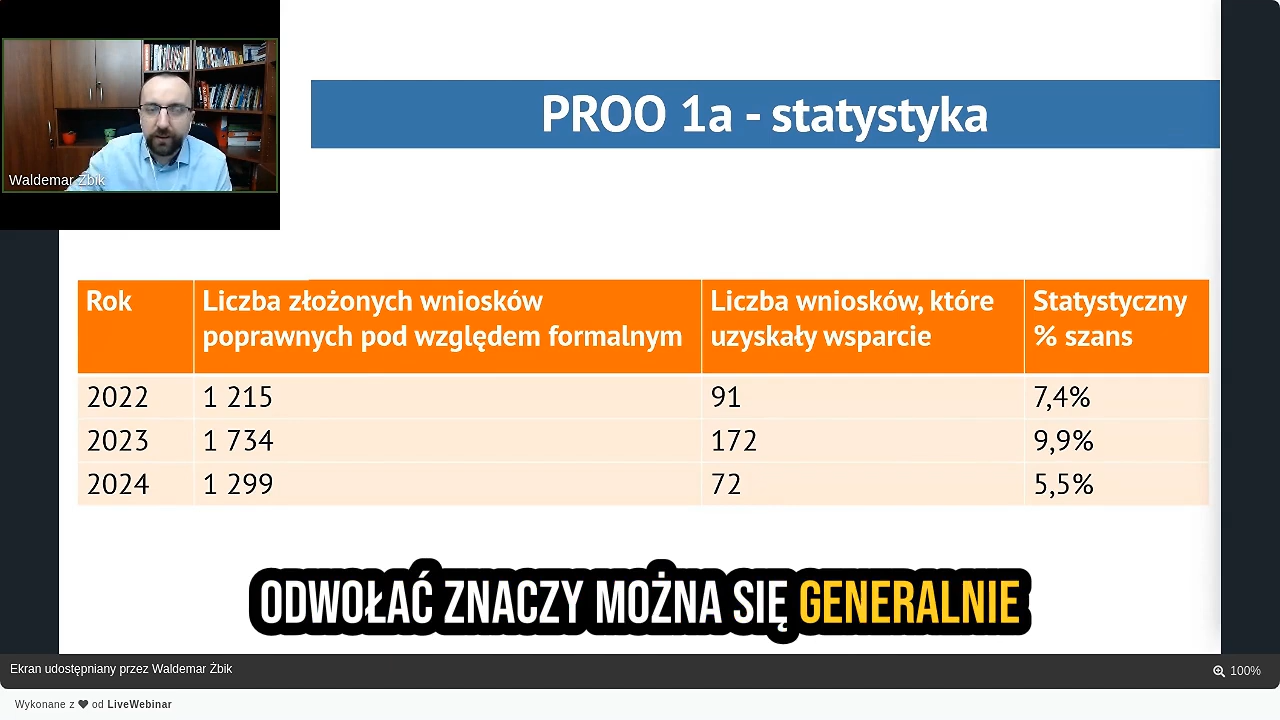 Waldemar Żbik
PROO 1a - statystyka
Rok
Liczba złożonych wniosków
poprawnych pod względem formalnym
Liczba wniosków, które
uzyskały wsparcie
Statystyczny
% szans
2022 1 215 91 7,4%
2023 1 734 172 9,9%
2024 1 299 72 5,5%
ODWOŁAĆ ZNACZY MOŻNA SIĘ GENERALNIE
Ekran udostępniany przez Waldemar Żbik
100%
Wykonane z ♥ od LiveWebinar